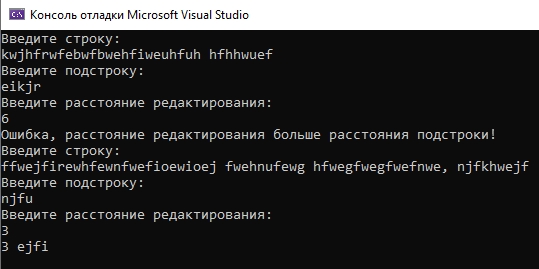 Консоль отладки Microsoft Visual Studio
Введите строку:
kwjhfrwfebwfbwehfiweuhfuh hfhhwuef
Введите подстроку:
eikjr
Введите расстояние редактирования:
6
Ошибка, расстояние редактирования больше расстояния подстроки!
Введите строку:
ffwejfirewhfewnfwefioewioej fwehnufewg hfwegfwegfwefnwe, njfkhwejf
Введите подстроку:
njfu
Введите расстояние редактирования:
3
3 ejfi